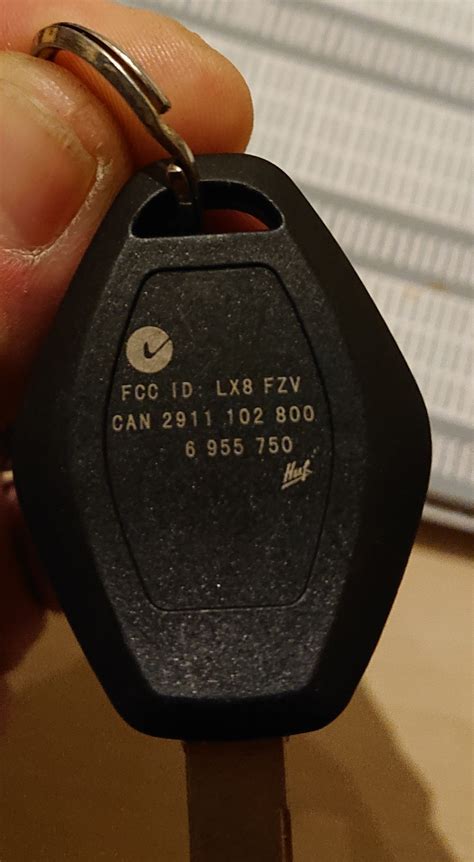 FCC ID: LX8 FZV
CAN 2911 102 800
6 955 750
Huf